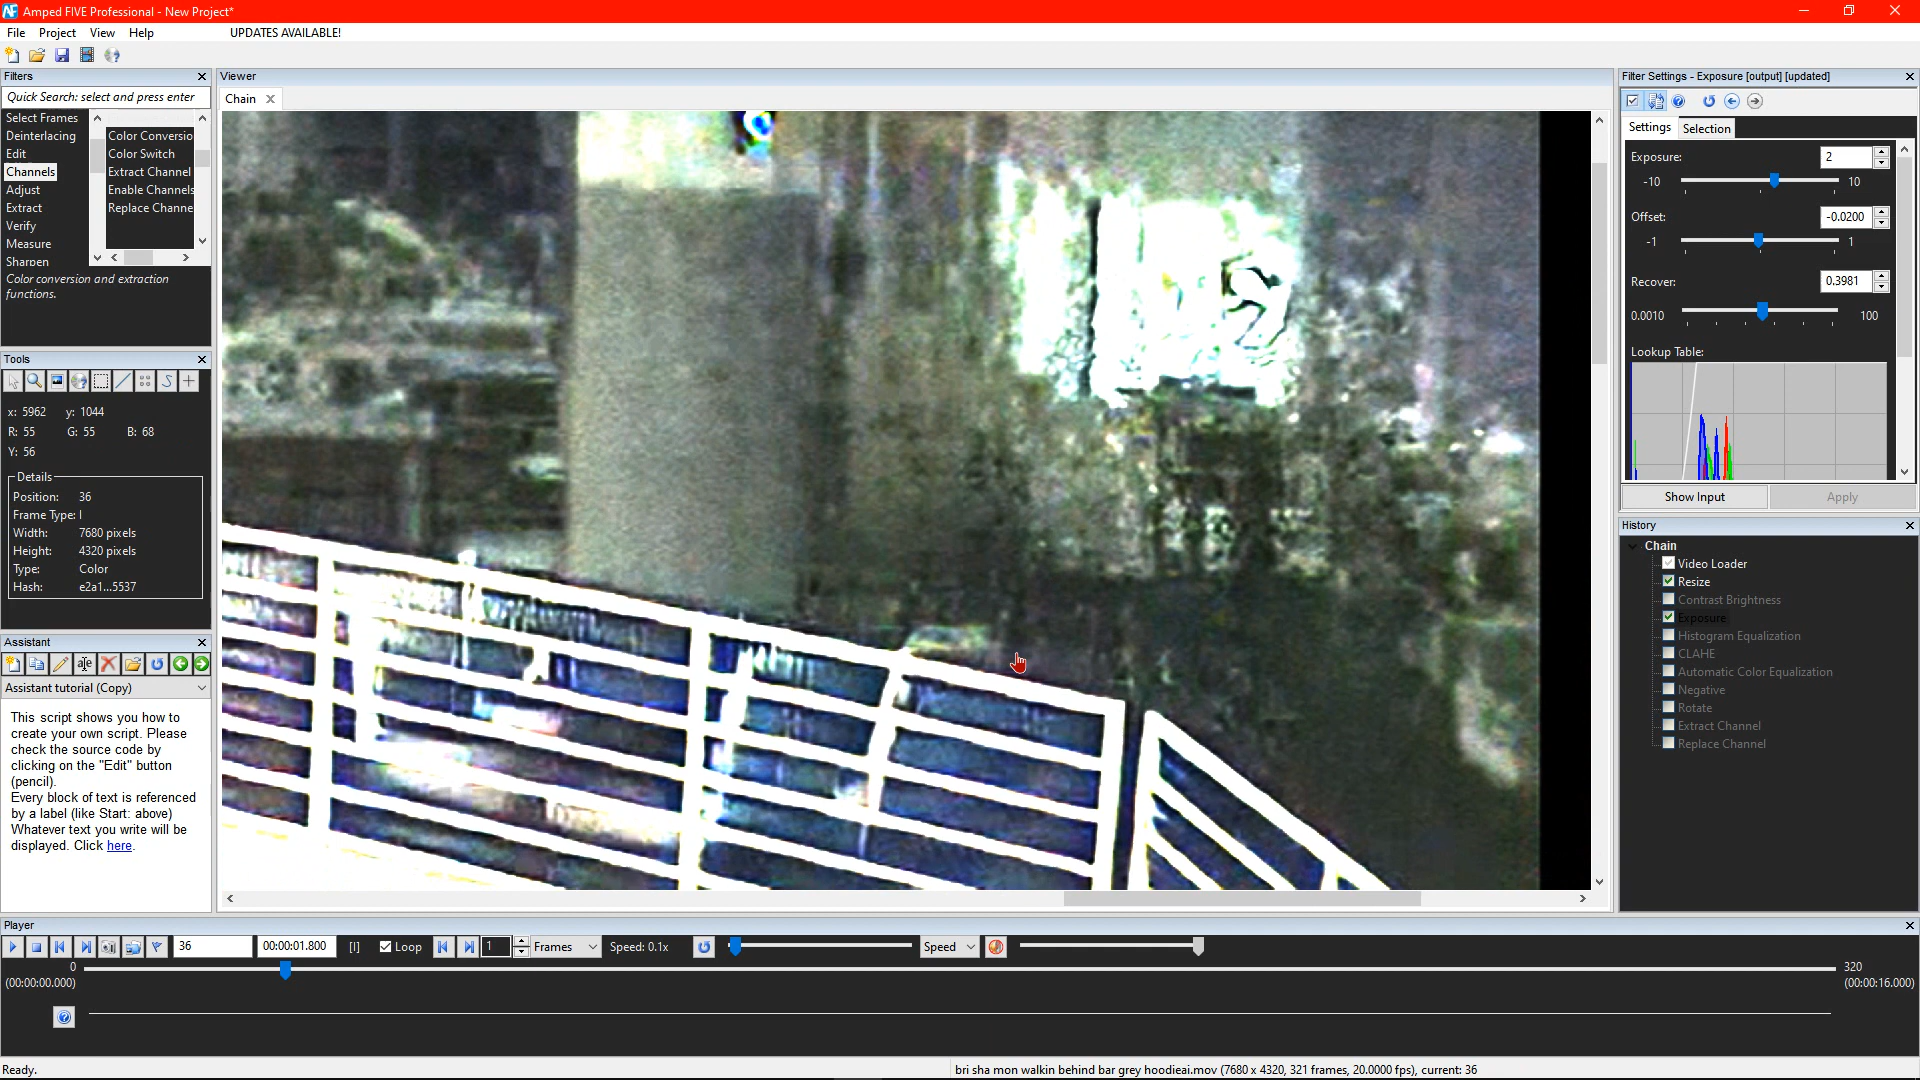 Amped FIVE Professional - New Project*
File Project View Help UPDATES AVAILABLE!
Filters
Quick Search: select and press enter
Select Frames
Deinterlacing
Edit
Channels
Adjust
Extract
Verify
Measure
Sharpen
Color Conversio
Color Switch
Extract Channel
Enable Channels
Replace Channe
Color conversion and extraction
functions.
Tools
x: 5962 y: 1044
R: 55 G: 55 B: 68
Y: 56
Details
Position: 36
Frame Type: I
Width: 7680 pixels
Height: 4320 pixels
Type: Color
Hash: e2a1...5537
Assistant
Assistant tutorial (Copy)
This script shows you how to
create your own script. Please
check the source code by
clicking on the "Edit" button
(pencil).
Every block of text is referenced
by a label (like Start: above)
Whatever text you write will be
displayed. Click here.
Viewer
Chain
Filter Settings - Exposure [output] [updated]
Settings Selection
Exposure: 2
-10 10
Offset: -0.0200
-1 1
Recover: 0.3981
0.0010 100
Lookup Table:
Show Input Apply
History
Chain
Video Loader
Resize
Contrast Brightness
Exposure
Histogram Equalization
CLAHE
Automatic Color Equalization
Negative
Rotate
Extract Channel
Replace Channel
Player
36 00:00:01.800 [I] Loop 1 Frames Speed: 0.1x Speed
0 320
(00:00:00.000) (00:00:16.000)
Ready. bri sha mon walkin behind bar grey hoodieai.mov (7680 x 4320, 321 frames, 20.0000 fps), current: 36